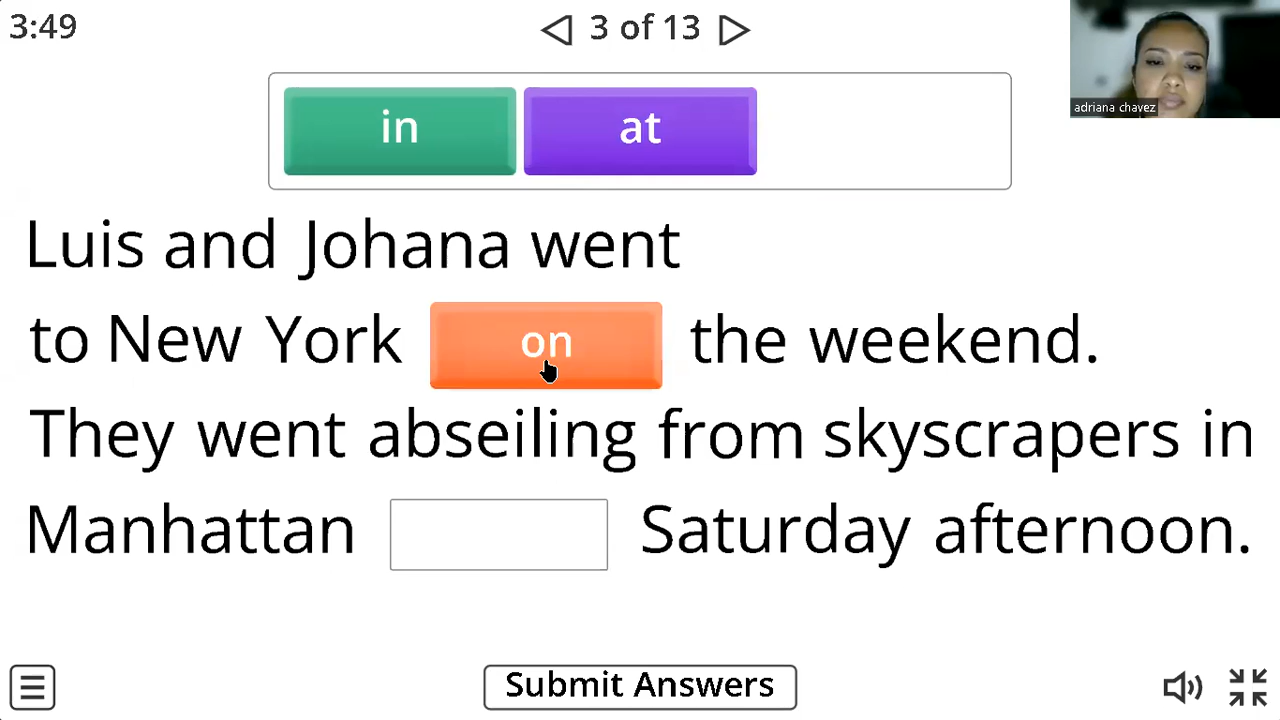 3:49
3 of 13
adriana chavez
in
at
Luis and Johana went
to New York on the weekend.
They went abseiling from skyscrapers in
Manhattan Saturday afternoon.
Submit Answers